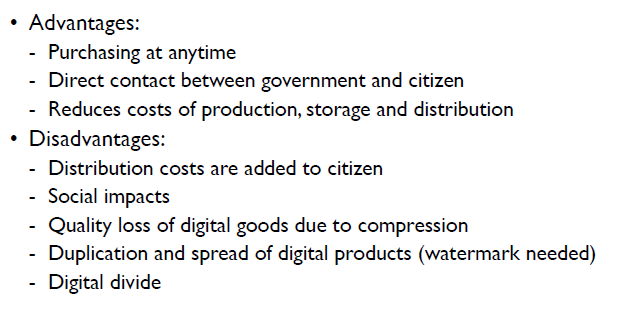 • Advantages:
- Purchasing at anytime
- Direct contact between government and citizen
- Reduces costs of production, storage and distribution
• Disadvantages:
- Distribution costs are added to citizen
- Social impacts
- Quality loss of digital goods due to compression
- Duplication and spread of digital products (watermark needed)
- Digital divide